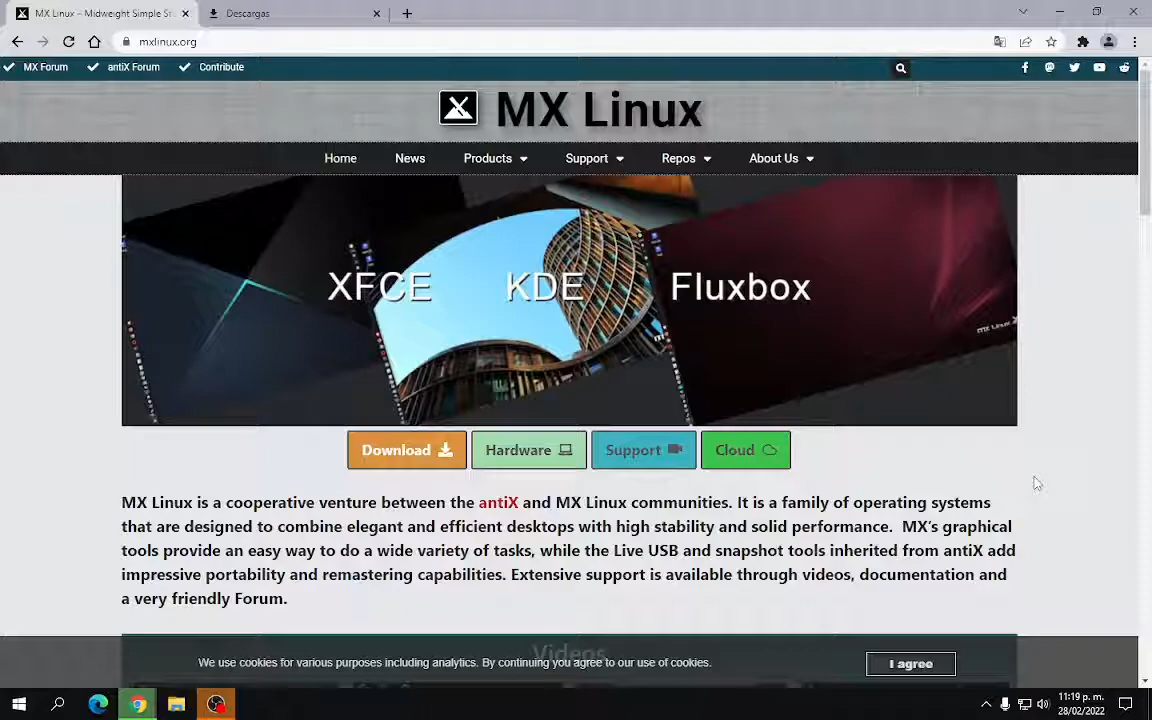 MX Linux – Midweight Simple St
Descargas
mxlinux.org
MX Forum
antiX Forum
Contribute
MX Linux
Home
News
Products
Support
Repos
About Us
XFCE
KDE
Fluxbox
Download
Hardware
Support
Cloud
MX Linux is a cooperative venture between the antiX and MX Linux communities. It is a family of operating systems
that are designed to combine elegant and efficient desktops with high stability and solid performance. MX’s graphical
tools provide an easy way to do a wide variety of tasks, while the Live USB and snapshot tools inherited from antiX add
impressive portability and remastering capabilities. Extensive support is available through videos, documentation and
a very friendly Forum.
Videos
We use cookies for various purposes including analytics. By continuing you agree to our use of cookies.
I agree
11:19 p. m.
28/02/2022